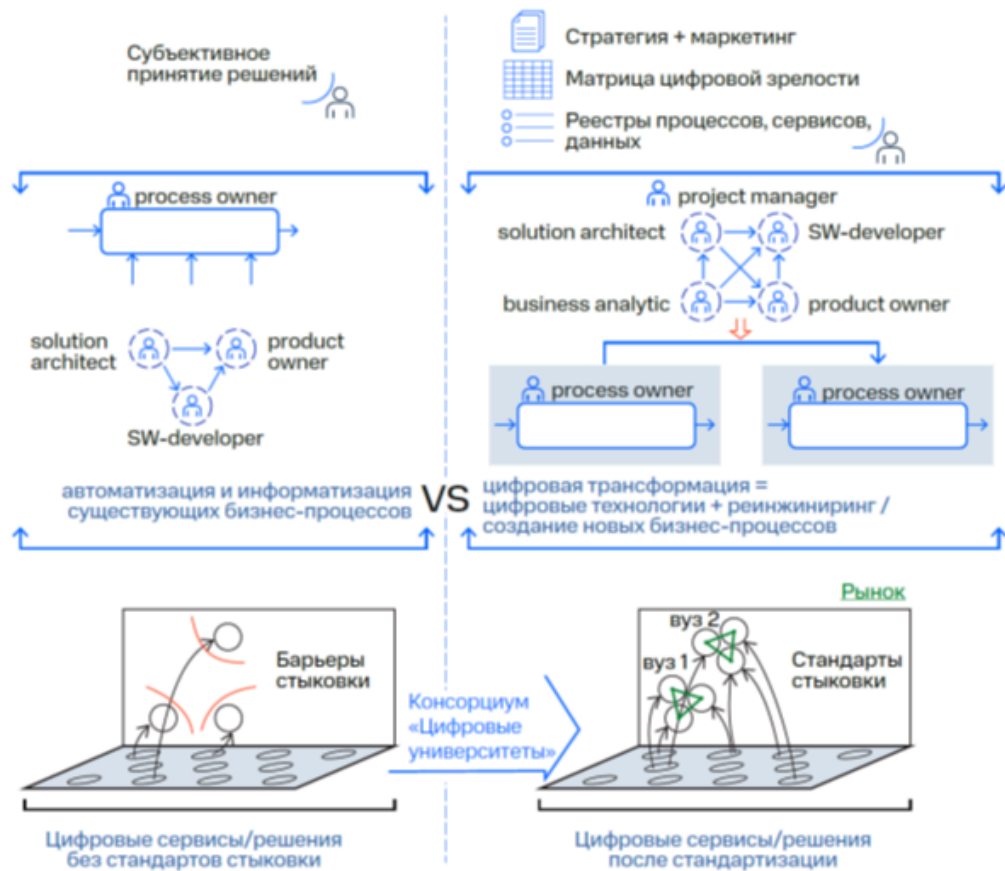 Субъективное
принятие решений
process owner
solution
architect
product
owner
SW-developer
автоматизация и информатизация
существующих бизнес-процессов
VS
Стратегия + маркетинг
Матрица цифровой зрелости
Реестры процессов, сервисов,
данных
project manager
solution architect
SW-developer
business analytic
product owner
process owner
process owner
цифровая трансформация =
цифровые технологии + реинжиниринг /
создание новых бизнес-процессов
Барьеры
стыковки
Цифровые сервисы/решения
без стандартов стыковки
Консорциум
«Цифровые
университеты»
Рынок
вуз 2
вуз 1
Стандарты
стыковки
Цифровые сервисы/решения
после стандартизации